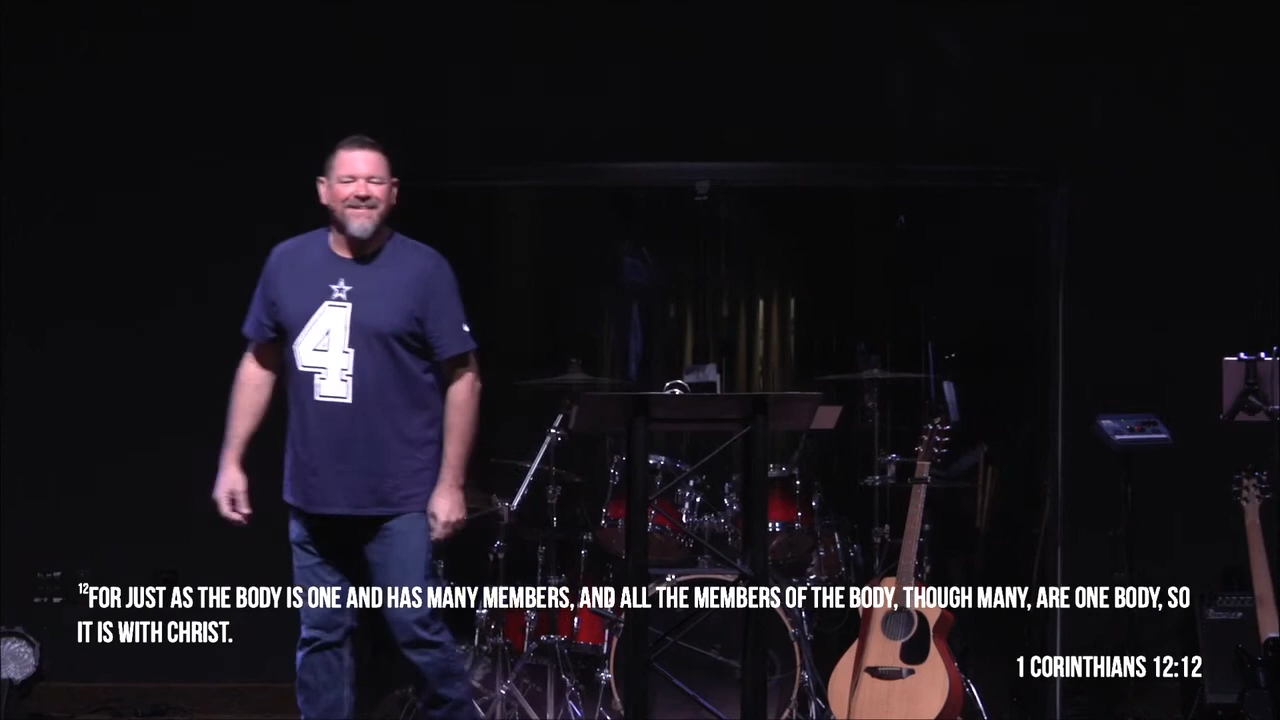 4
¹²FOR JUST AS THE BODY IS ONE AND HAS MANY MEMBERS, AND ALL THE MEMBERS OF THE BODY, THOUGH MANY, ARE ONE BODY, SO
IT IS WITH CHRIST.
1 CORINTHIANS 12:12